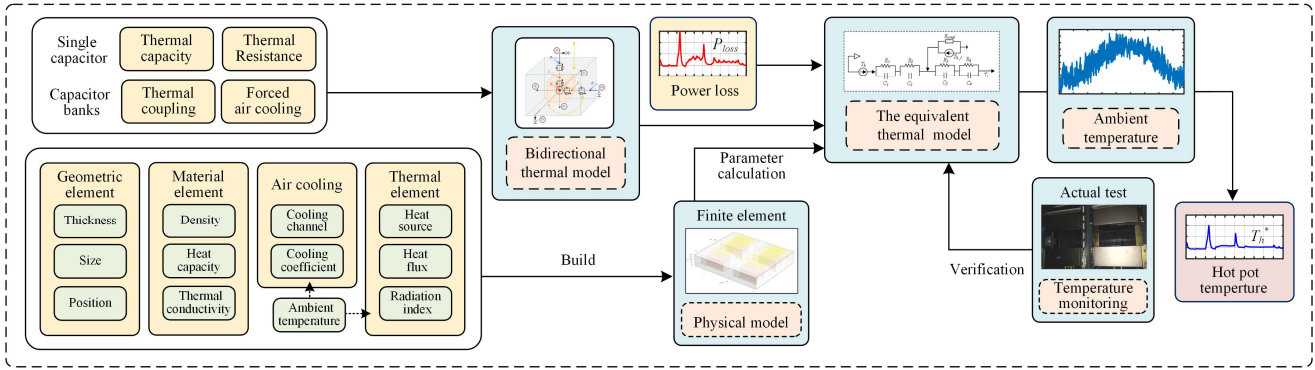 Single
capacitor
Thermal
capacity
Thermal
Resistance
Capacitor
banks
Thermal
coupling
Forced
air cooling
Geometric
element
Thickness
Size
Position
Material
element
Density
Heat
capacity
Thermal
conductivity
Air cooling
Cooling
channel
Cooling
coefficient
Ambient
temperature
Thermal
element
Heat
source
Heat
flux
Radiation
index
Bidirectional
thermal model
Build
P_loss
Power loss
Parameter
calculation
Finite element
Physical model
The equivalent
thermal model
Verification
Ambient
temperature
Actual test
Temperature
monitoring
T_h*
Hot pot
temperture